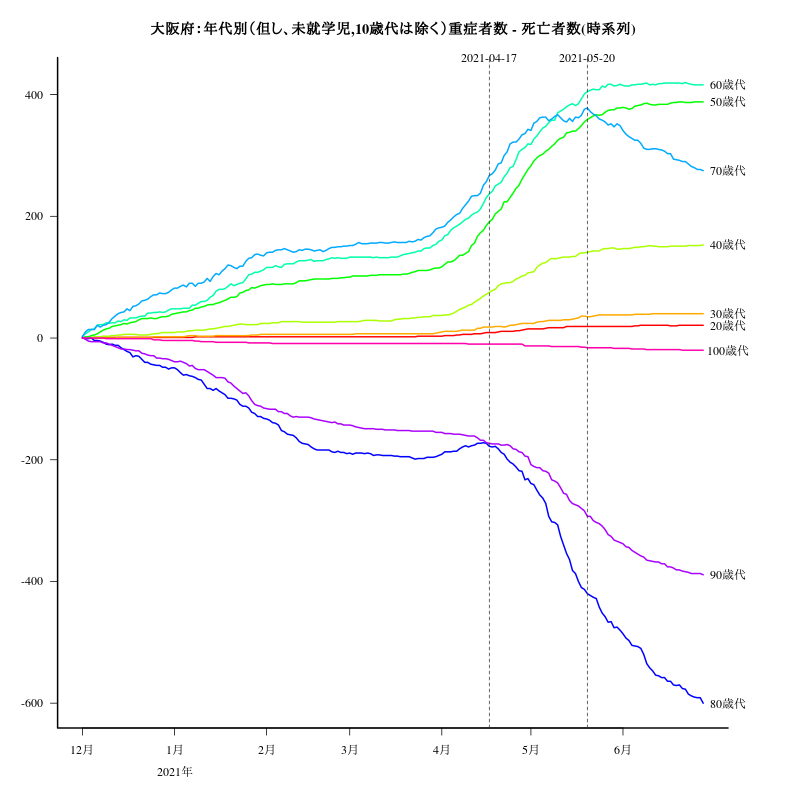 大阪府：年代別（但し、未就学児,10歳代は除く）重症者数 - 死亡者数(時系列)
2021-04-17
2021-05-20
400
200
0
-200
-400
-600
60歳代
50歳代
70歳代
40歳代
30歳代
20歳代
100歳代
90歳代
80歳代
12月
1月
2月
3月
4月
5月
6月
2021年